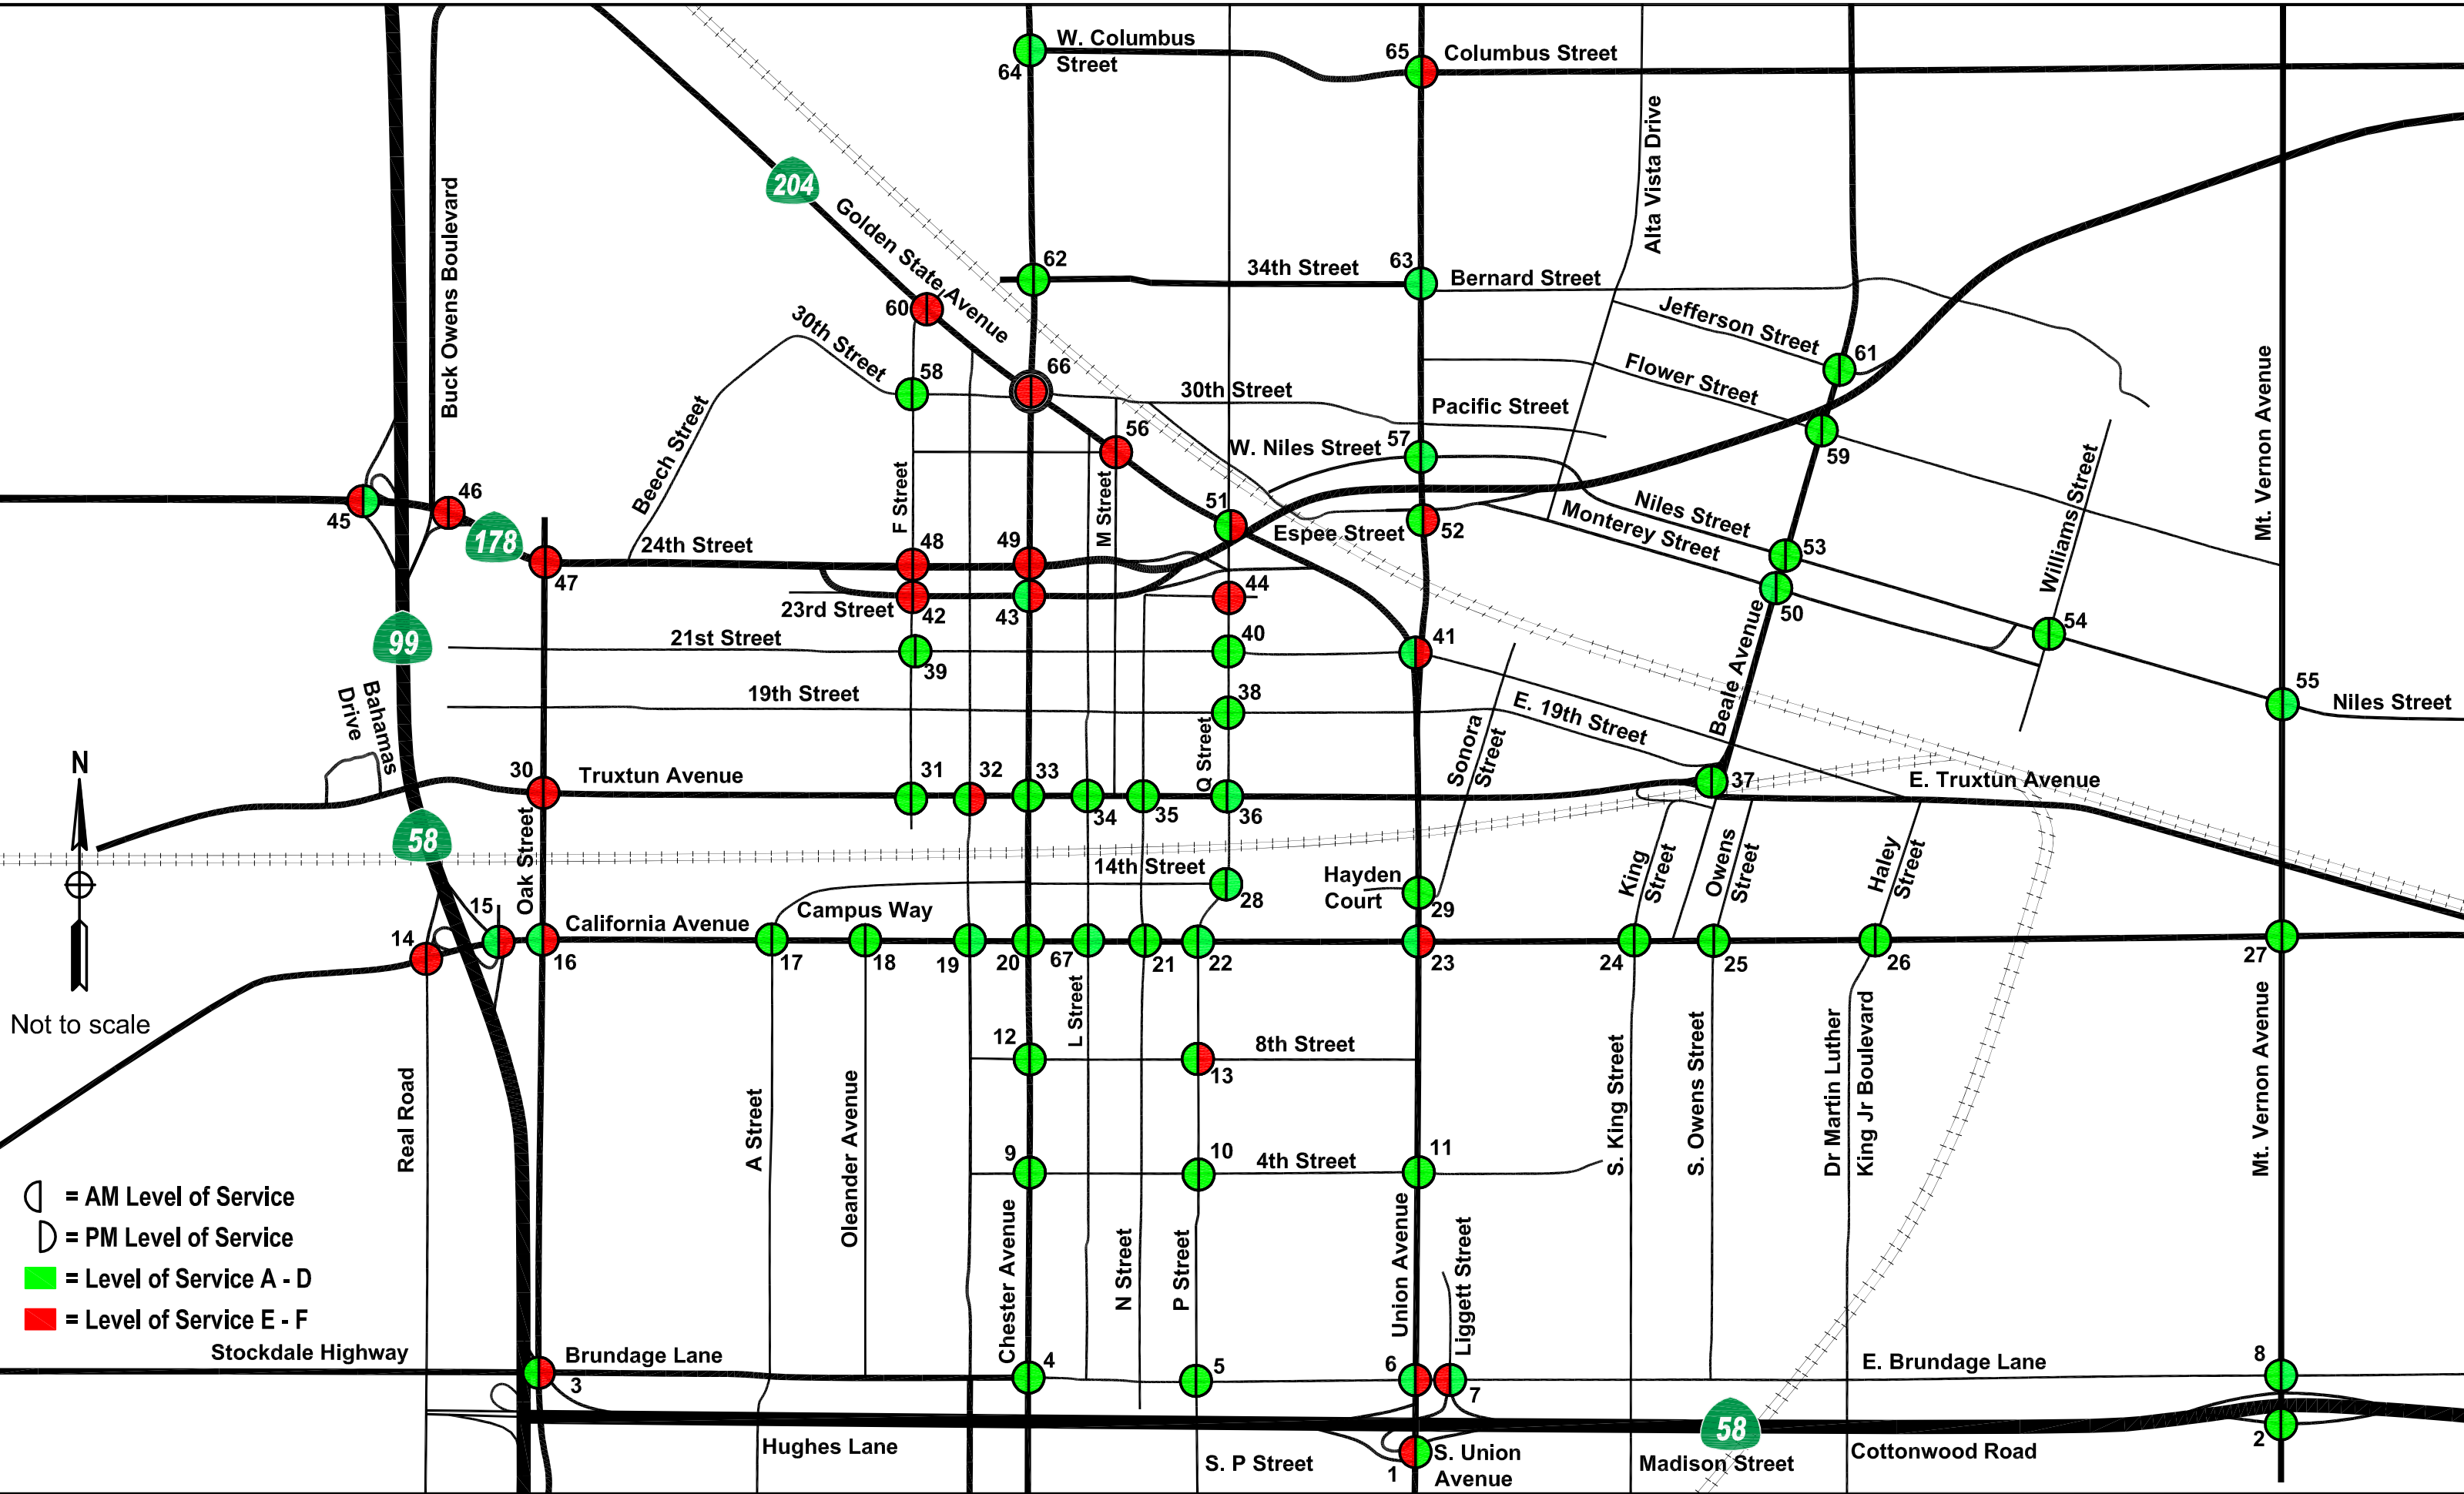 W. Columbus
Street
64
65
Columbus Street
Alta Vista Drive
204
Golden State Avenue
Buck Owens Boulevard
62
34th Street
63
Bernard Street
Jefferson Street
60
30th Street
58
66
30th Street
61
Flower Street
Pacific Street
Mt. Vernon Avenue
Beech Street
F Street
56
M Street
W. Niles Street
57
59
Williams Street
45
46
178
24th Street
48
49
51
Espee Street
52
Niles Street
Monterey Street
53
47
23rd Street
42
43
44
50
54
99
21st Street
39
40
41
Beale Avenue
Bahamas
Drive
19th Street
38
Q Street
E. 19th Street
Sonora
Street
55
Niles Street
N
30
Truxtun Avenue
31
32
33
34
35
36
37
E. Truxtun Avenue
58
Oak Street
14th Street
28
Hayden
Court
29
King
Street
Owens
Street
Haley
Street
15
14
California Avenue
Campus Way
16
17
18
19
20
67
21
22
23
24
25
26
27
Not to scale
L Street
12
8th Street
13
Real Road
A Street
Oleander Avenue
S. King Street
S. Owens Street
Dr Martin Luther
King Jr Boulevard
Mt. Vernon Avenue
9
10
4th Street
11
= AM Level of Service
= PM Level of Service
= Level of Service A - D
= Level of Service E - F
Chester Avenue
N Street
P Street
Union Avenue
Liggett Street
Stockdale Highway
Brundage Lane
3
4
5
6
7
E. Brundage Lane
8
58
2
Hughes Lane
S. P Street
1
S. Union
Avenue
Madison Street
Cottonwood Road